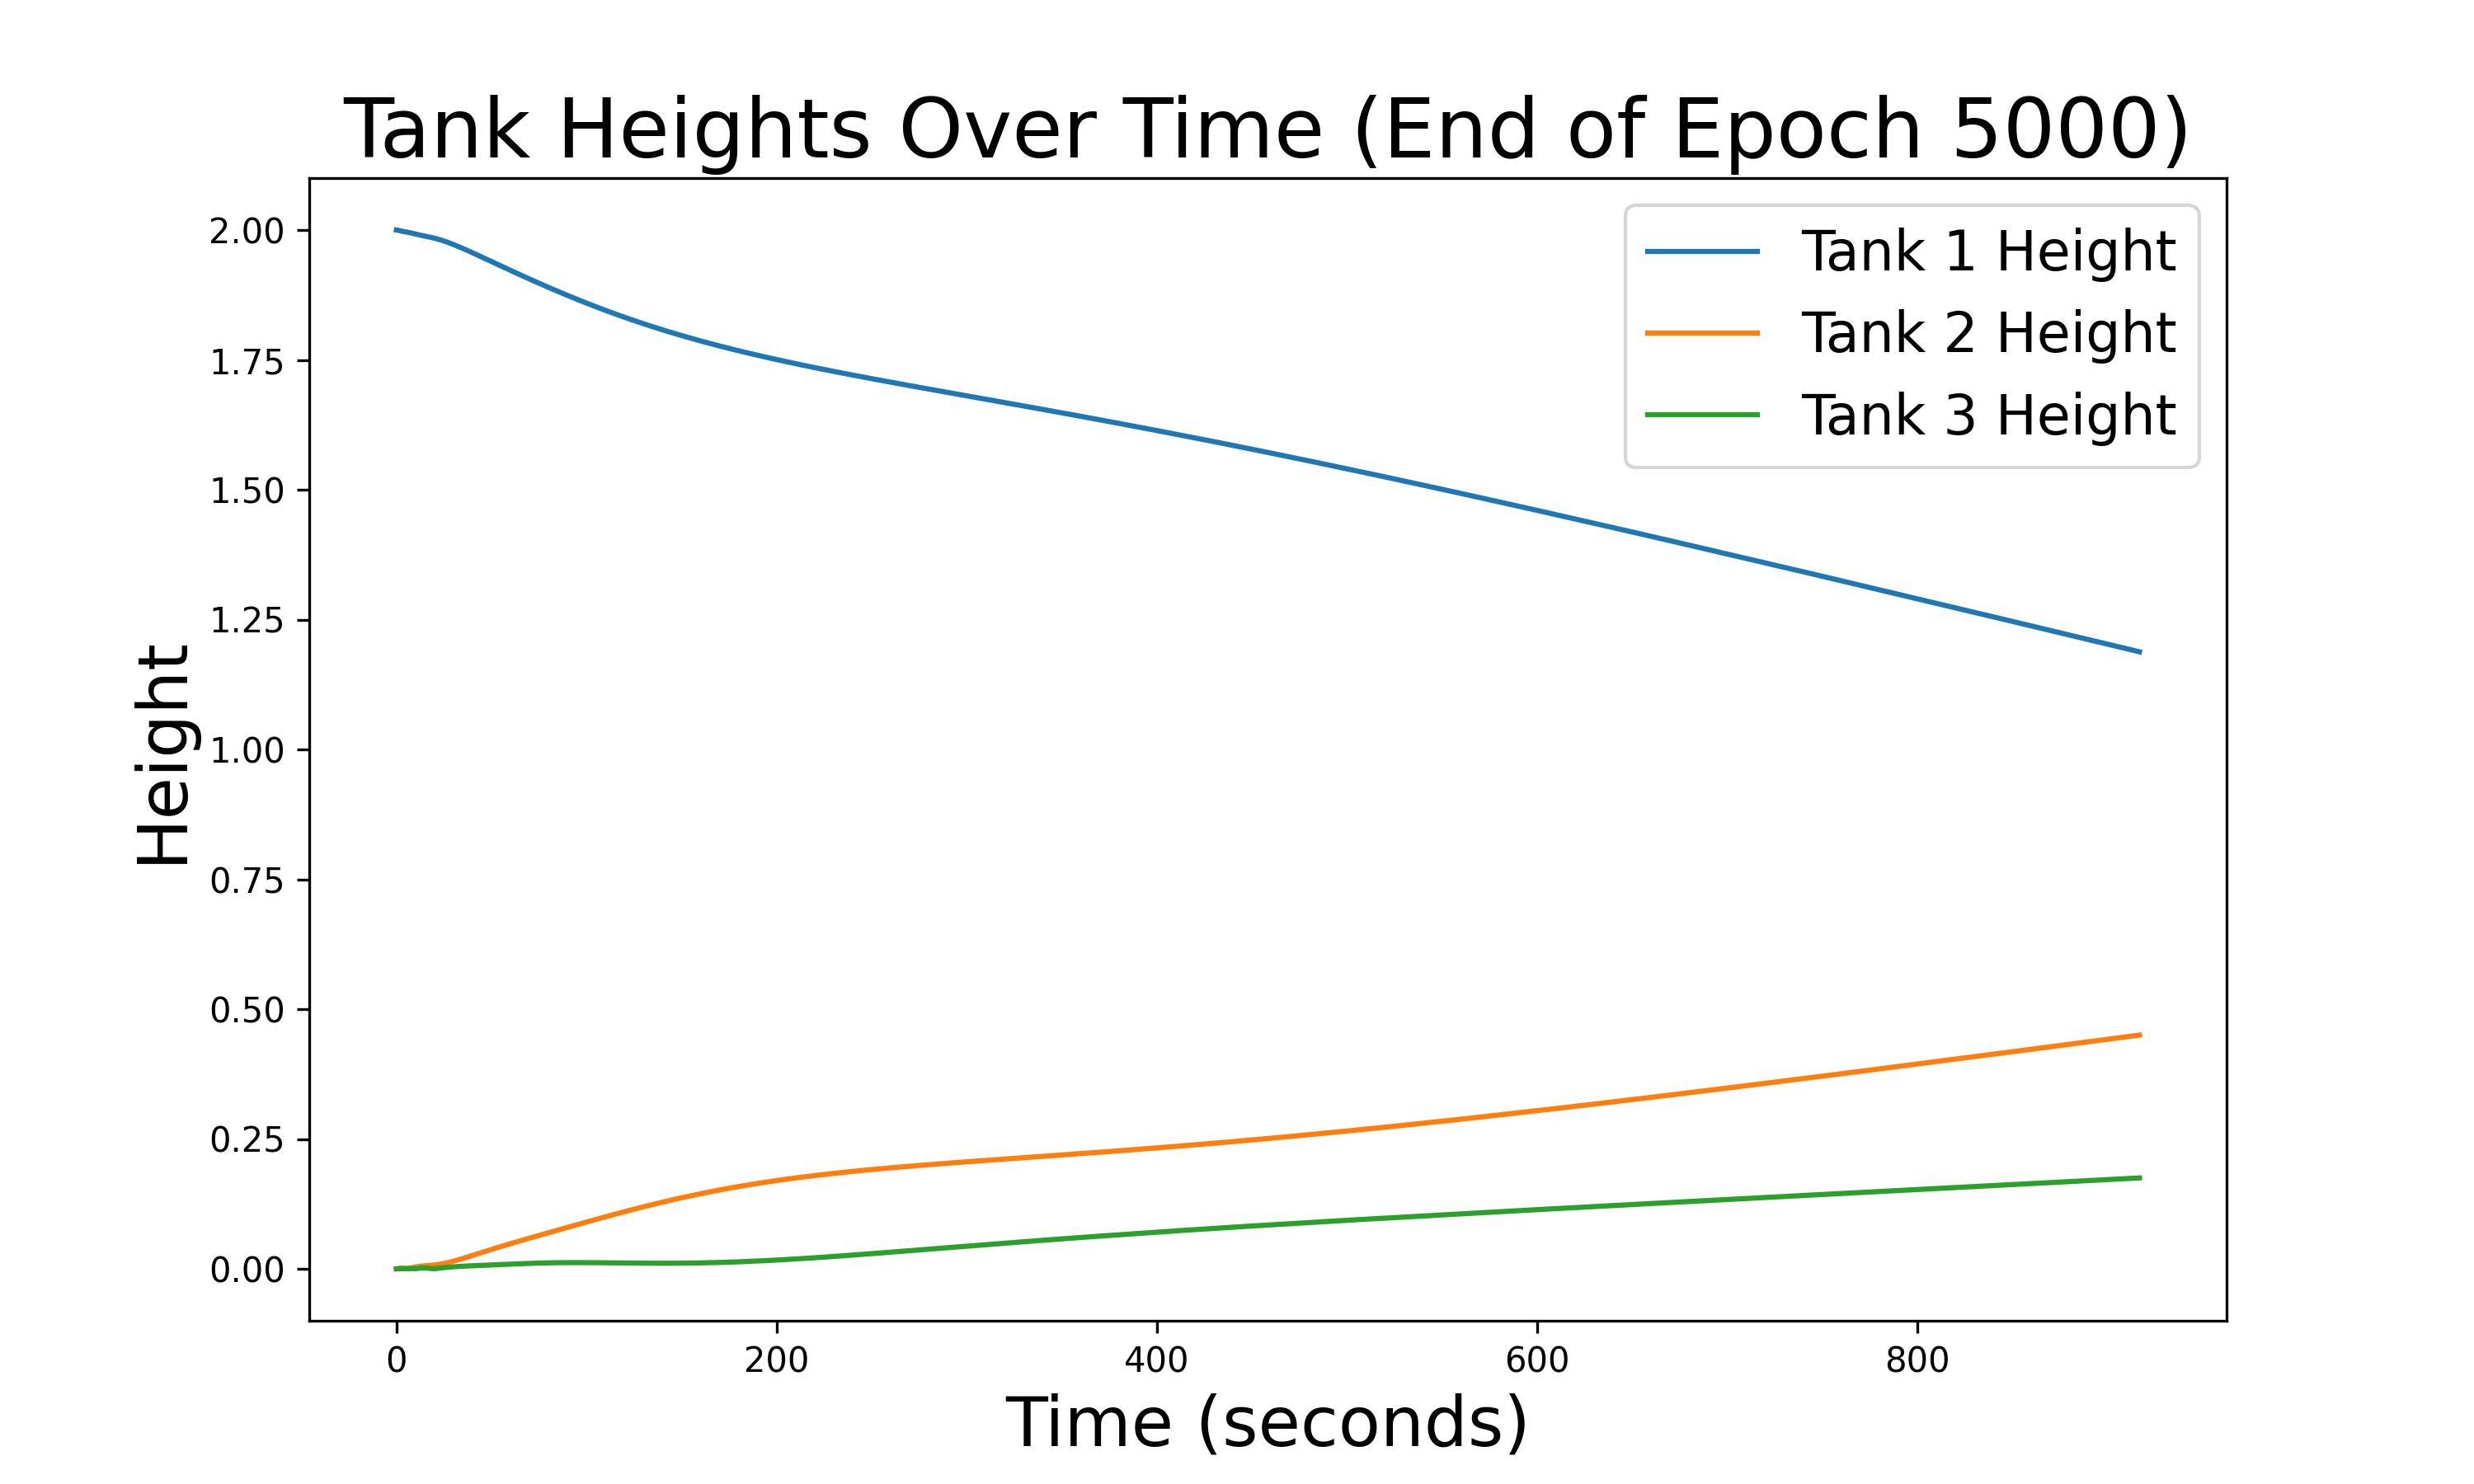 Tank Heights Over Time (End of Epoch 5000)
Tank 1 Height
Tank 2 Height
Tank 3 Height
Height
2.00
1.75
1.50
1.25
1.00
0.75
0.50
0.25
0.00
0 200 400 600 800
Time (seconds)